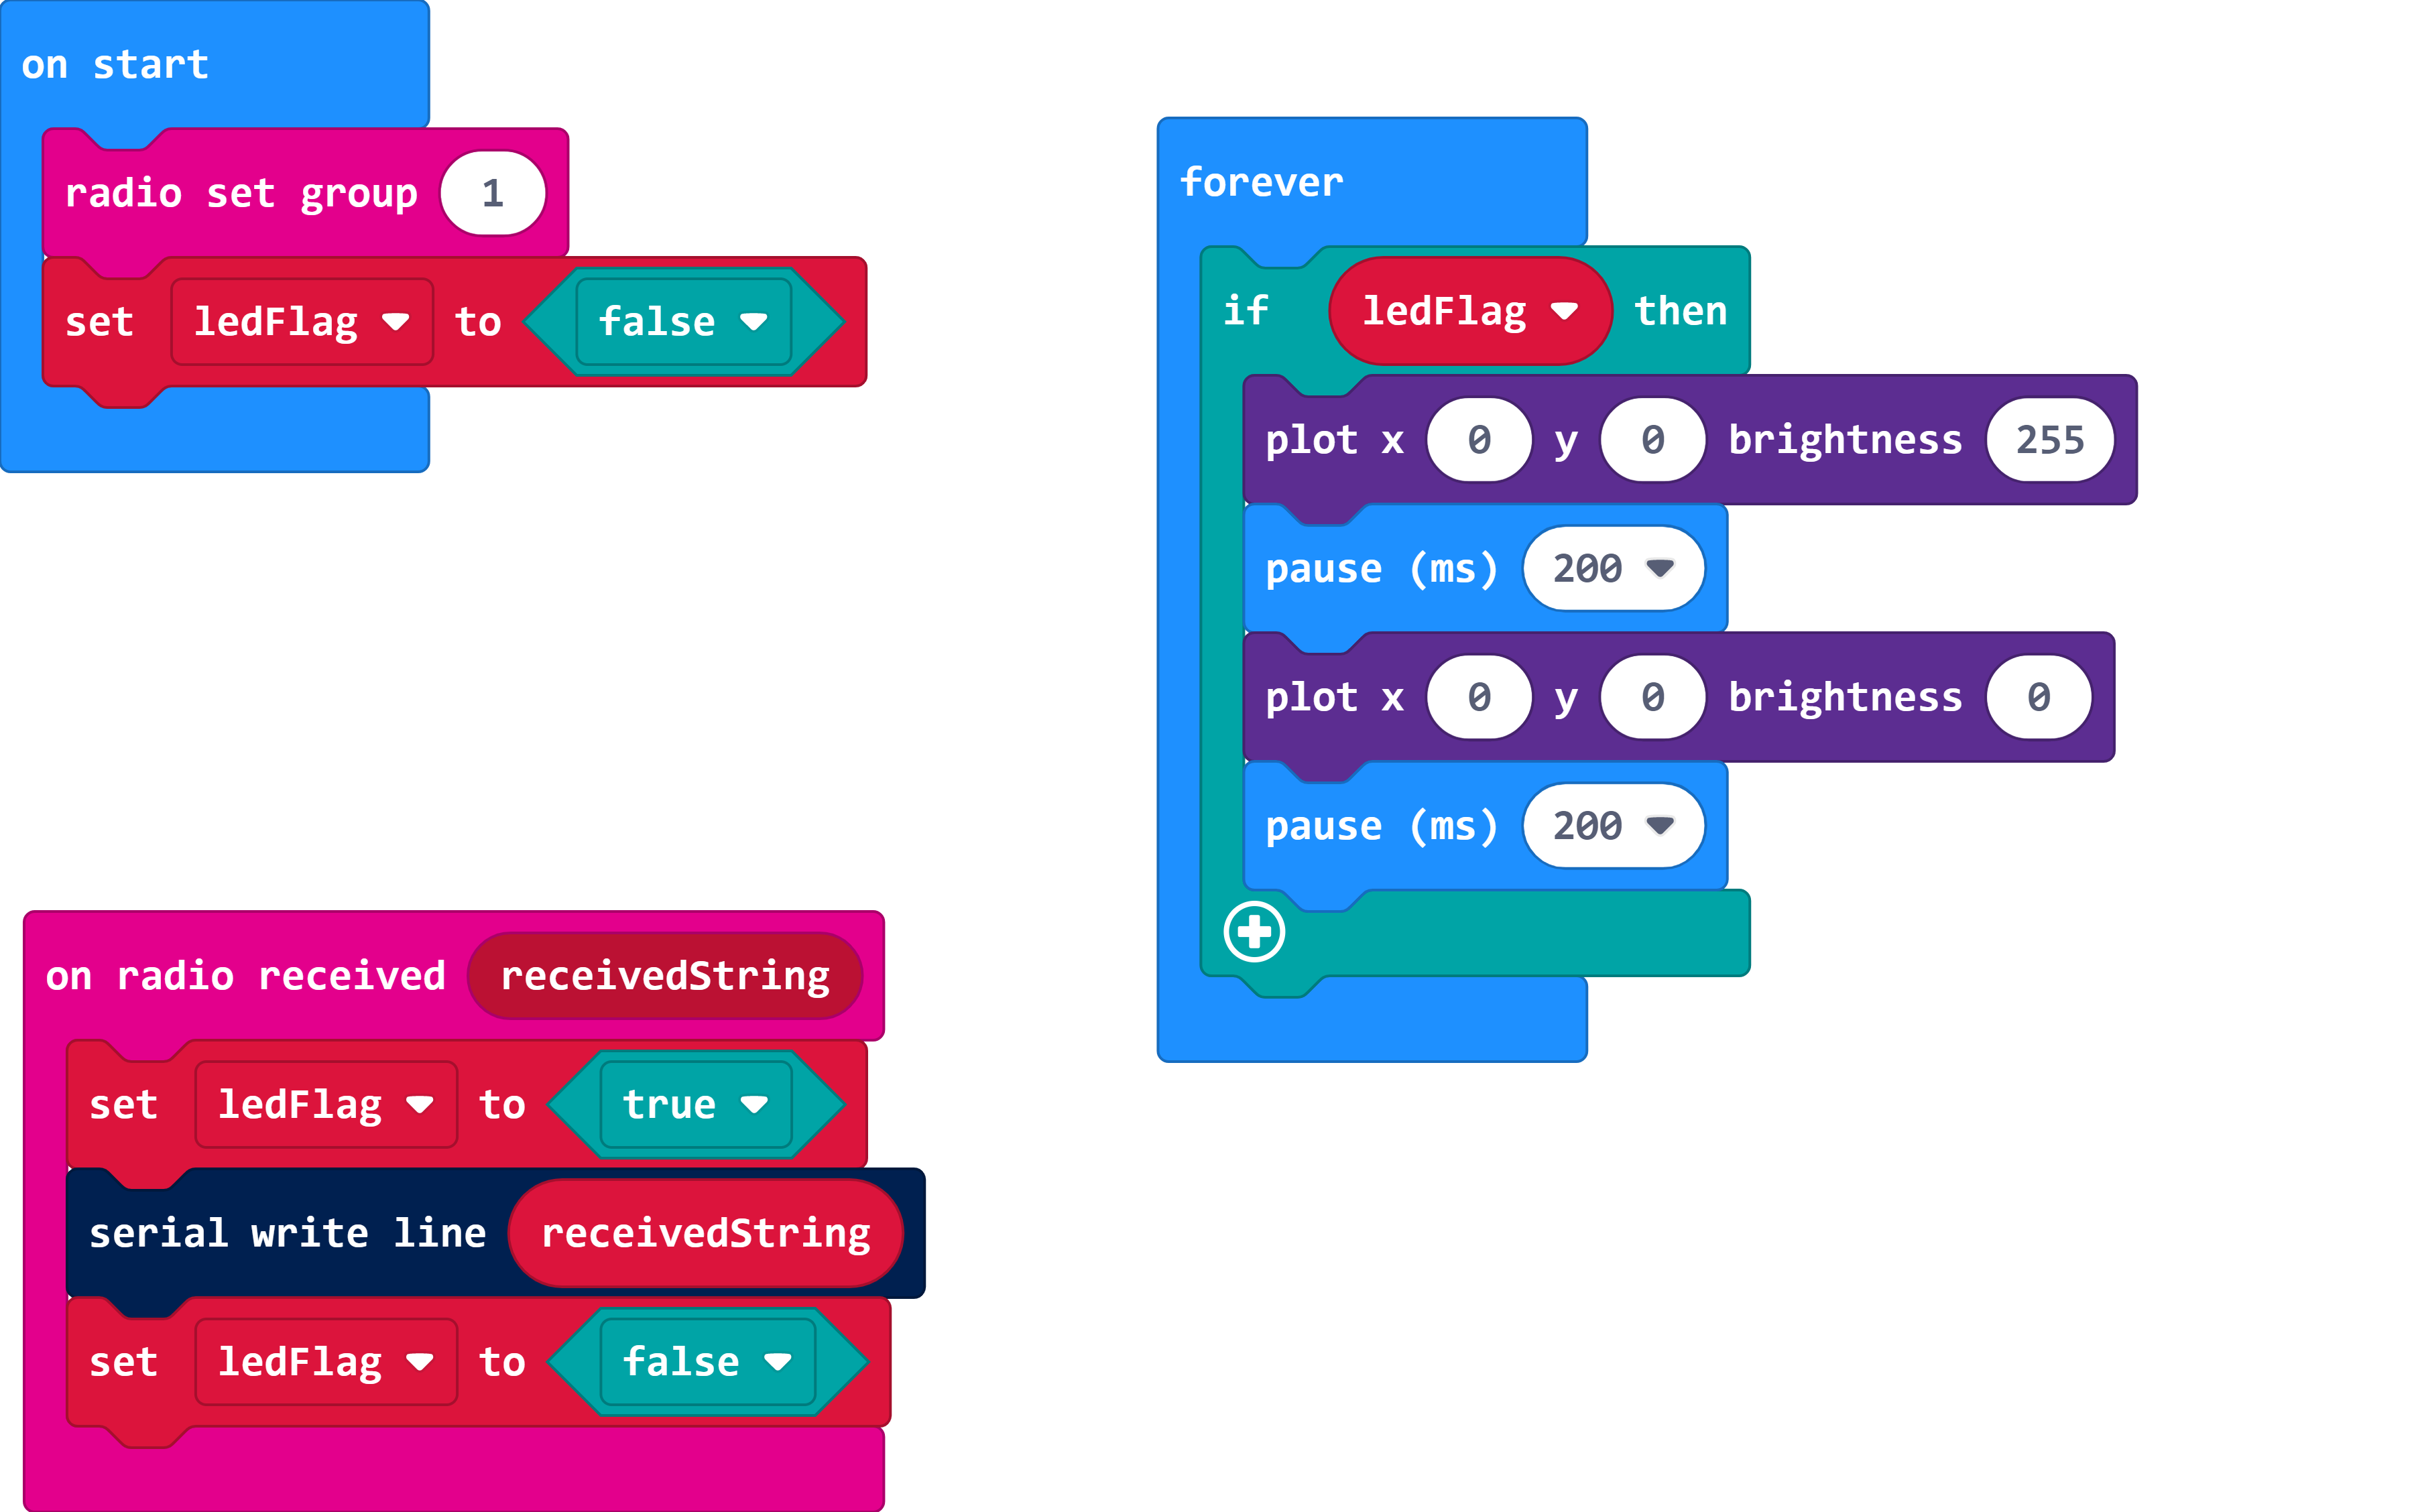 on start
radio set group 1
set ledFlag to false
forever
if ledFlag then
plot x 0 y 0 brightness 255
pause (ms) 200
plot x 0 y 0 brightness 0
pause (ms) 200
on radio received receivedString
set ledFlag to true
serial write line receivedString
set ledFlag to false